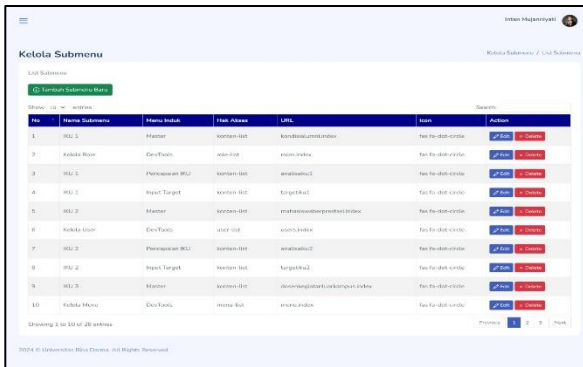 Intan Mujanniyati
Kelola Submenu
Kelola Submenu / List Submenu
List Submenu
Tambah Submenu Baru
Show 10 entries
Search:
No Nama Submenu Menu Induk Hak Akses URL Icon Action
1 IKU 1 Master konten-list kondisialumni.index fas fa-dot-circle Edit Delete
2 Kelola Role DevTools role-list roles.index fas fa-dot-circle Edit Delete
3 IKU 1 Pencapaian IKU konten-list analisaiku1 fas fa-dot-circle Edit Delete
4 IKU 1 Input Target konten-list targetiku1 fas fa-dot-circle Edit Delete
5 IKU 2 Master konten-list fas fa-dot-circle Edit Delete
6 Kelola User DevTools user-list users.index fas fa-dot-circle Edit Delete
7 IKU 2 Pencapaian IKU konten-list analisaiku2 fas fa-dot-circle Edit Delete
8 IKU 2 Input Target konten-list targetiku2 fas fa-dot-circle Edit Delete
9 IKU 3 Master konten-list fas fa-dot-circle Edit Delete
10 Kelola Menu DevTools menu-list menu.index fas fa-dot-circle Edit Delete
Showing 1 to 10 of 28 entries
Previous 1 2 3 Next
2024 © Universitas Bina Darma. All Rights Reserved